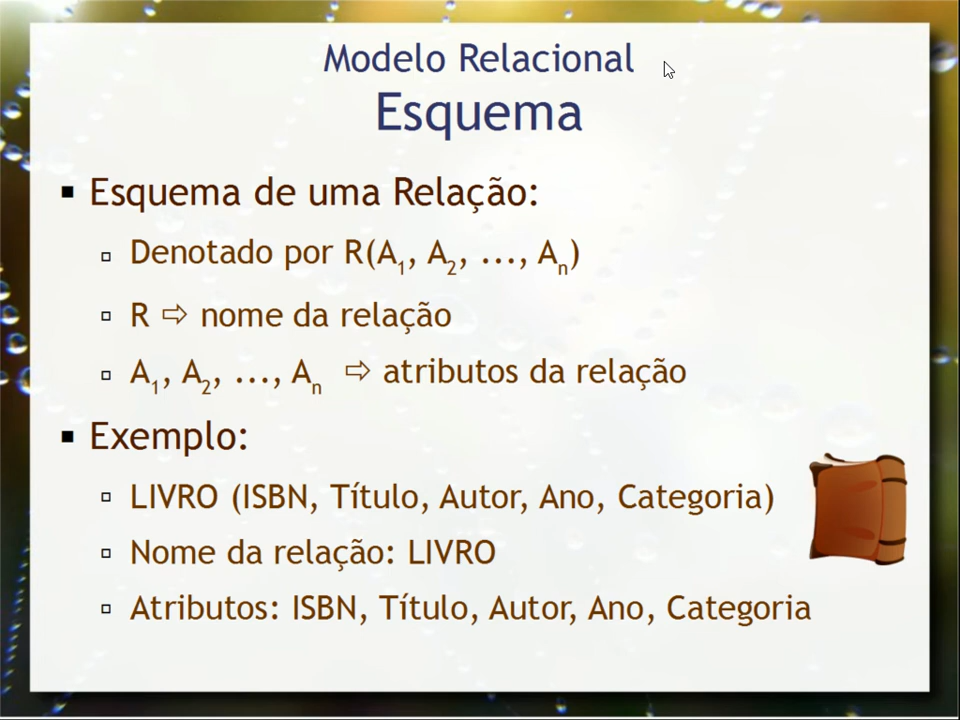 Modelo Relacional
Esquema
▪ Esquema de uma Relação:
▫ Denotado por R(A₁, A₂, ..., Aₙ)
▫ R ⇨ nome da relação
▫ A₁, A₂, ..., Aₙ ⇨ atributos da relação
▪ Exemplo:
▫ LIVRO (ISBN, Título, Autor, Ano, Categoria)
▫ Nome da relação: LIVRO
▫ Atributos: ISBN, Título, Autor, Ano, Categoria